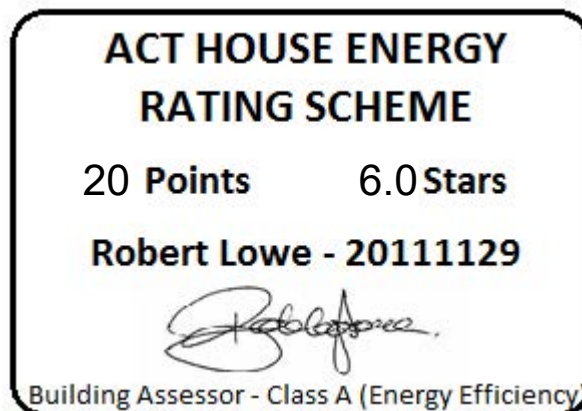 ACT HOUSE ENERGY
RATING SCHEME
20 Points 6.0 Stars
Robert Lowe - 20111129
Building Assessor - Class A (Energy Efficiency)